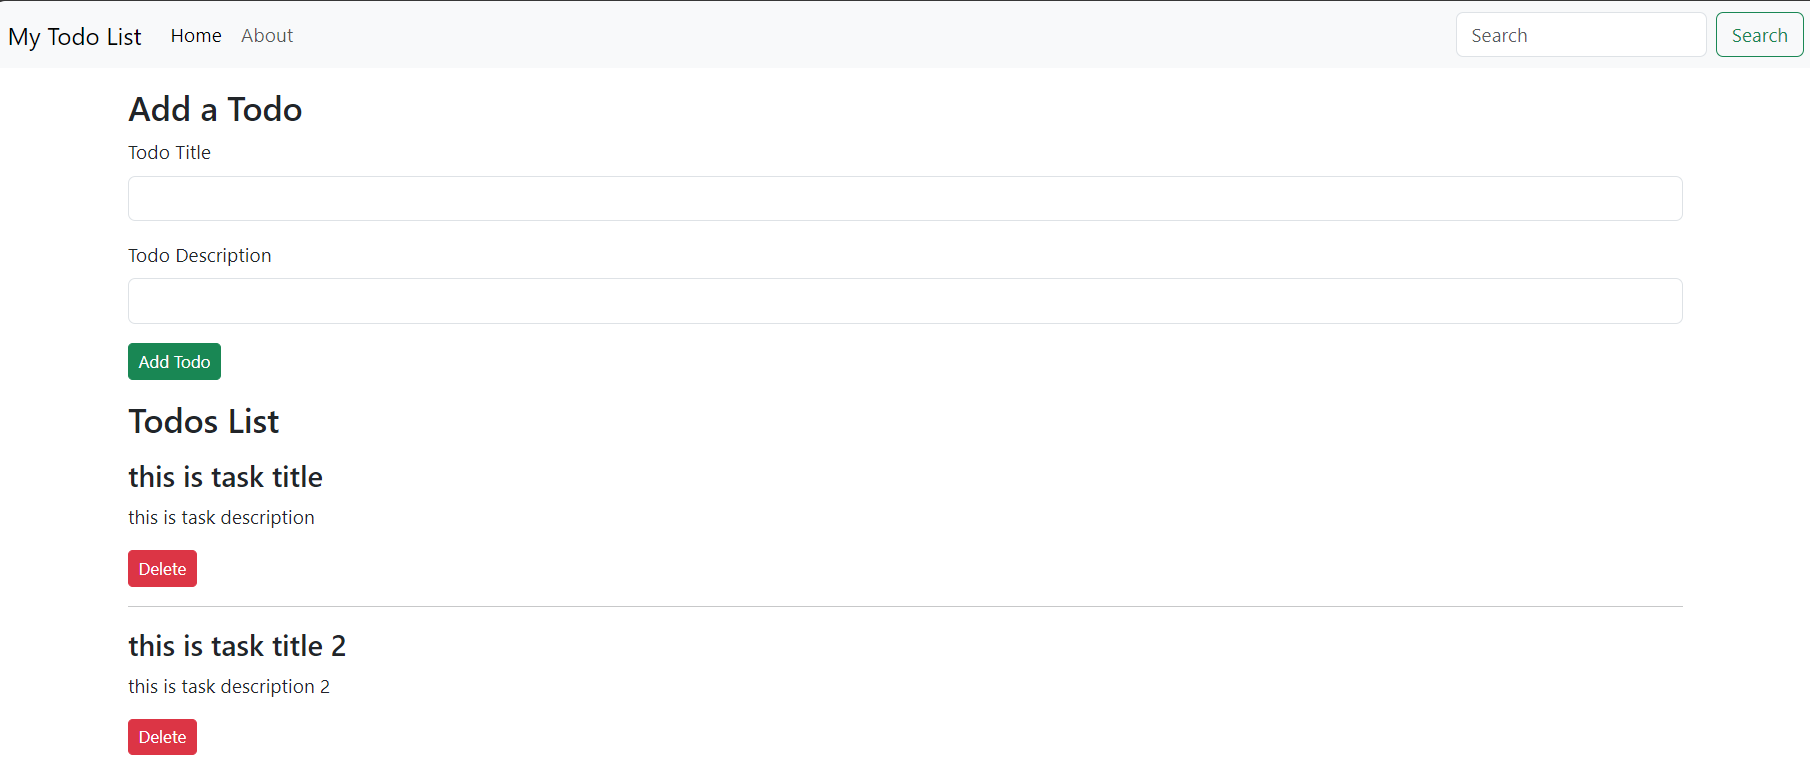 My Todo List Home About Search Search
Add a Todo
Todo Title
Todo Description
Add Todo
Todos List
this is task title
this is task description
Delete
this is task title 2
this is task description 2
Delete